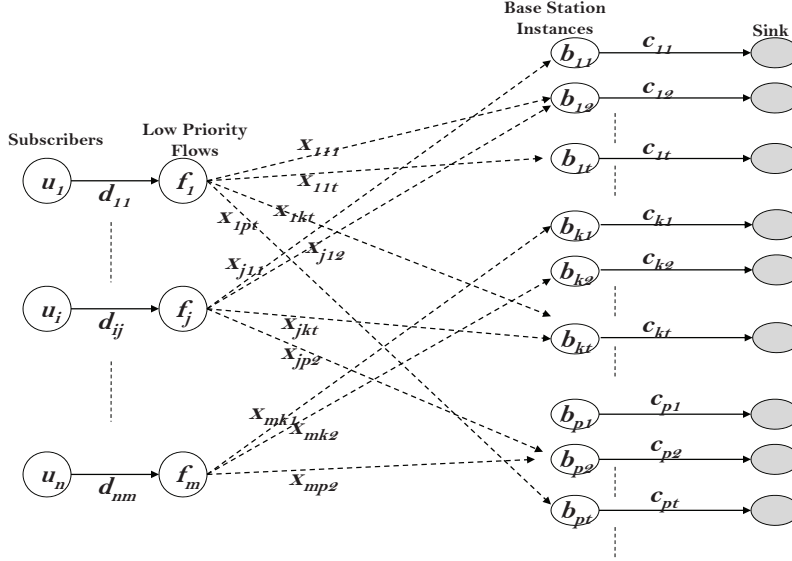 Base Station
Instances
Sink
Subscribers
Low Priority
Flows
u1
d11
f1
ui
dij
fj
un
dnm
fm
x111
x11t
x1pt
x1kt
xj11
xj12
xjkt
xjp2
xmk1
xmk2
xmp2
b11
c11
b12
c12
b1t
c1t
bk1
ck1
bk2
ck2
bkt
ckt
bp1
cp1
bp2
cp2
bpt
cpt